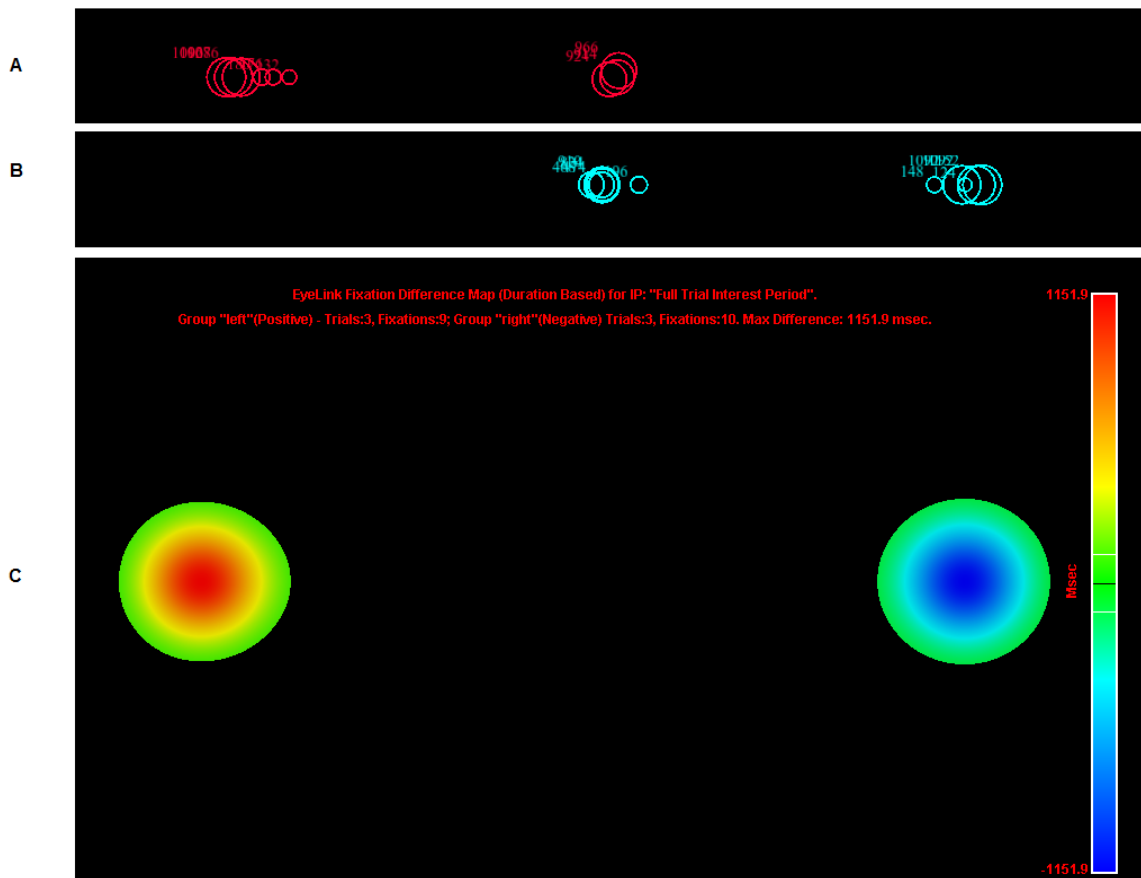 A
966
B
148
C
EyeLink Fixation Difference Map (Duration Based) for IP: "Full Trial Interest Period".
1151.9
Group "left"(Positive) - Trials:3, Fixations:9; Group "right"(Negative) Trials:3, Fixations:10. Max Difference: 1151.9 msec.
Msec
-1151.9